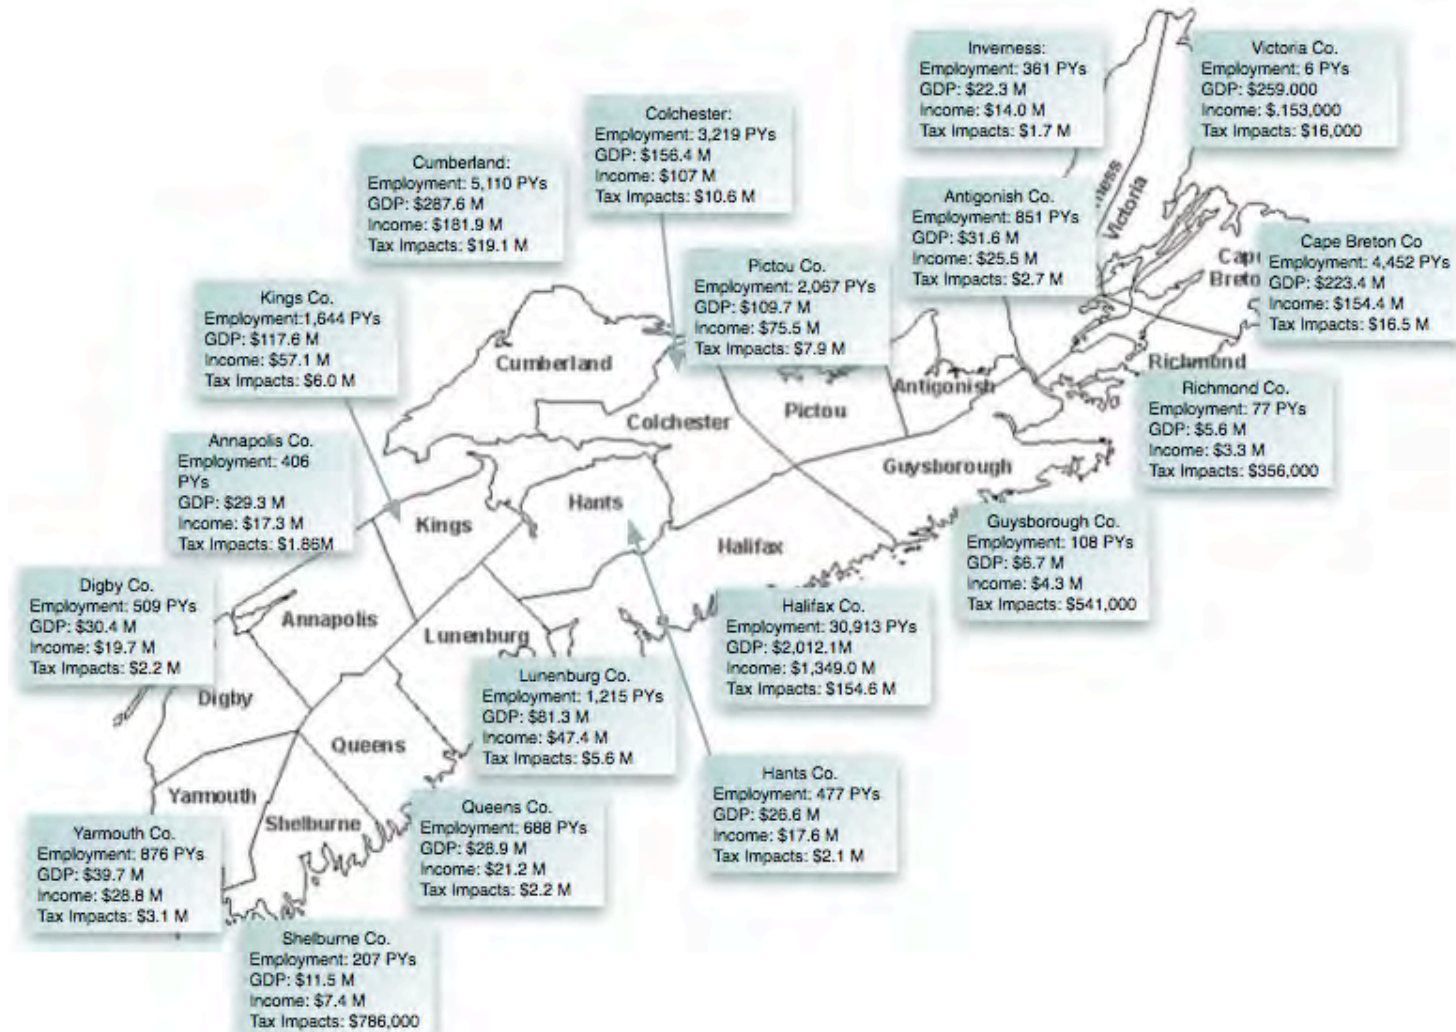 Inverness:
Employment: 361 PYs
GDP: $22.3 M
Income: $14.0 M
Tax Impacts: $1.7 M
Victoria Co.
Employment: 6 PYs
GDP: $259.000
Income: $.153,000
Tax Impacts: $16,000
Colchester:
Employment: 3,219 PYs
GDP: $156.4 M
Income: $107 M
Tax Impacts: $10.6 M
Cumberland:
Employment: 5,110 PYs
GDP: $287.6 M
Income: $181.9 M
Tax Impacts: $19.1 M
Antigonish Co.
Employment: 851 PYs
GDP: $31.6 M
Income: $25.5 M
Tax Impacts: $2.7 M
ness
Victoria
Cape Breton Co
Employment: 4,452 PYs
GDP: $223.4 M
Income: $154.4 M
Tax Impacts: $16.5 M
Cap
Breto
Pictou Co.
Employment: 2,067 PYs
GDP: $109.7 M
Income: $75.5 M
Tax Impacts: $7.9 M
Kings Co.
Employment:1,644 PYs
GDP: $117.6 M
Income: $57.1 M
Tax Impacts: $6.0 M
Cumberland
Richmond
Antigonish
Pictou
Colchester
Richmond Co.
Employment: 77 PYs
GDP: $5.6 M
Income: $3.3 M
Tax Impacts: $356,000
Annapolis Co.
Employment: 406
PYs
GDP: $29.3 M
Income: $17.3 M
Tax Impacts: $1.86M
Guysborough
Hants
Kings
Halifax
Guysborough Co.
Employment: 108 PYs
GDP: $6.7 M
Income: $4.3 M
Tax Impacts: $541,000
Digby Co.
Employment: 509 PYs
GDP: $30.4 M
Income: $19.7 M
Tax Impacts: $2.2 M
Annapolis
Lunenburg
Halifax Co.
Employment: 30,913 PYs
GDP: $2,012.1M
Income: $1,349.0 M
Tax Impacts: $154.6 M
Lunenburg Co.
Employment: 1,215 PYs
GDP: $81.3 M
Income: $47.4 M
Tax Impacts: $5.6 M
Digby
Queens
Hants Co.
Employment: 477 PYs
GDP: $26.6 M
Income: $17.6 M
Tax Impacts: $2.1 M
Yarmouth
Shelburne
Queens Co.
Employment: 688 PYs
GDP: $28.9 M
Income: $21.2 M
Tax Impacts: $2.2 M
Yarmouth Co.
Employment: 876 PYs
GDP: $39.7 M
Income: $28.8 M
Tax Impacts: $3.1 M
Shelburne Co.
Employment: 207 PYs
GDP: $11.5 M
Income: $7.4 M
Tax Impacts: $786,000